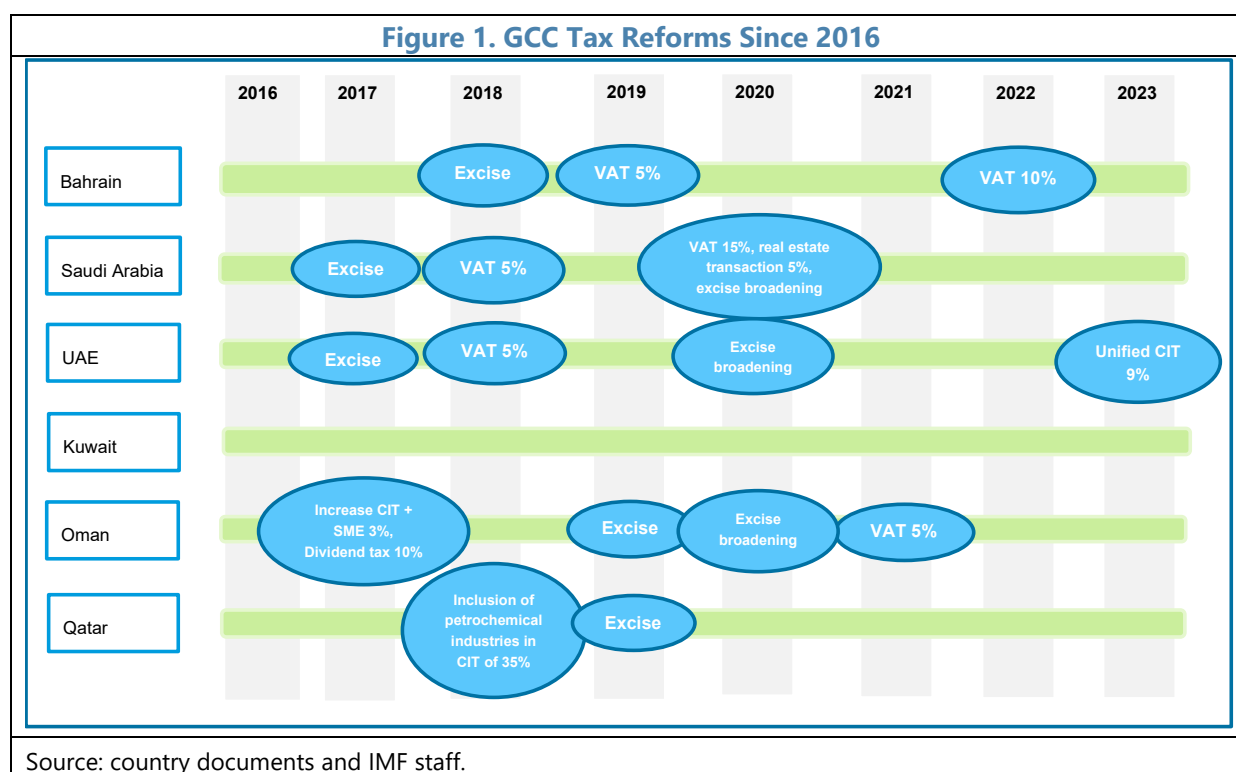 Figure 1. GCC Tax Reforms Since 2016
2016 2017 2018 2019 2020 2021 2022 2023
Bahrain
Excise
VAT 5%
VAT 10%
Saudi Arabia
Excise
VAT 5%
VAT 15%, real estate
transaction 5%,
excise broadening
UAE
Excise
VAT 5%
Excise
broadening
Unified CIT
9%
Kuwait
Oman
Increase CIT +
SME 3%,
Dividend tax 10%
Excise
Excise
broadening
VAT 5%
Qatar
Inclusion of
petrochemical
industries in
CIT of 35%
Excise
Source: country documents and IMF staff.